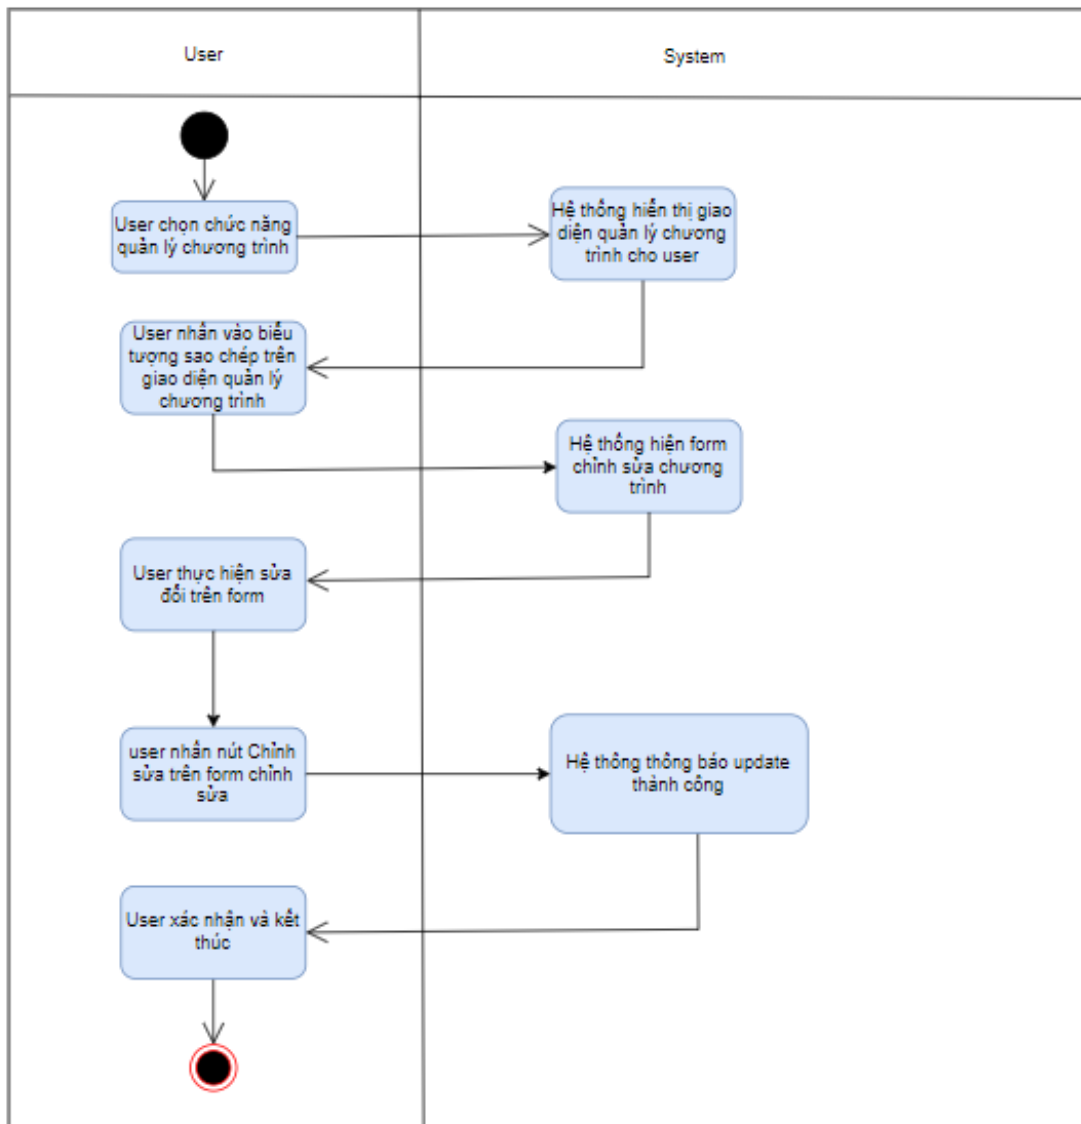 User
System
User chọn chức năng
quản lý chương trình
Hệ thống hiển thị giao
diện quản lý chương
trình cho user
User nhấn vào biểu
tượng sao chép trên
giao diện quản lý
chương trình
Hệ thống hiện form
chỉnh sửa chương
trình
User thực hiện sửa
đổi trên form
user nhấn nút Chỉnh
sửa trên form chỉnh
sửa
Hệ thông thông báo update
thành công
User xác nhận và kết
thúc